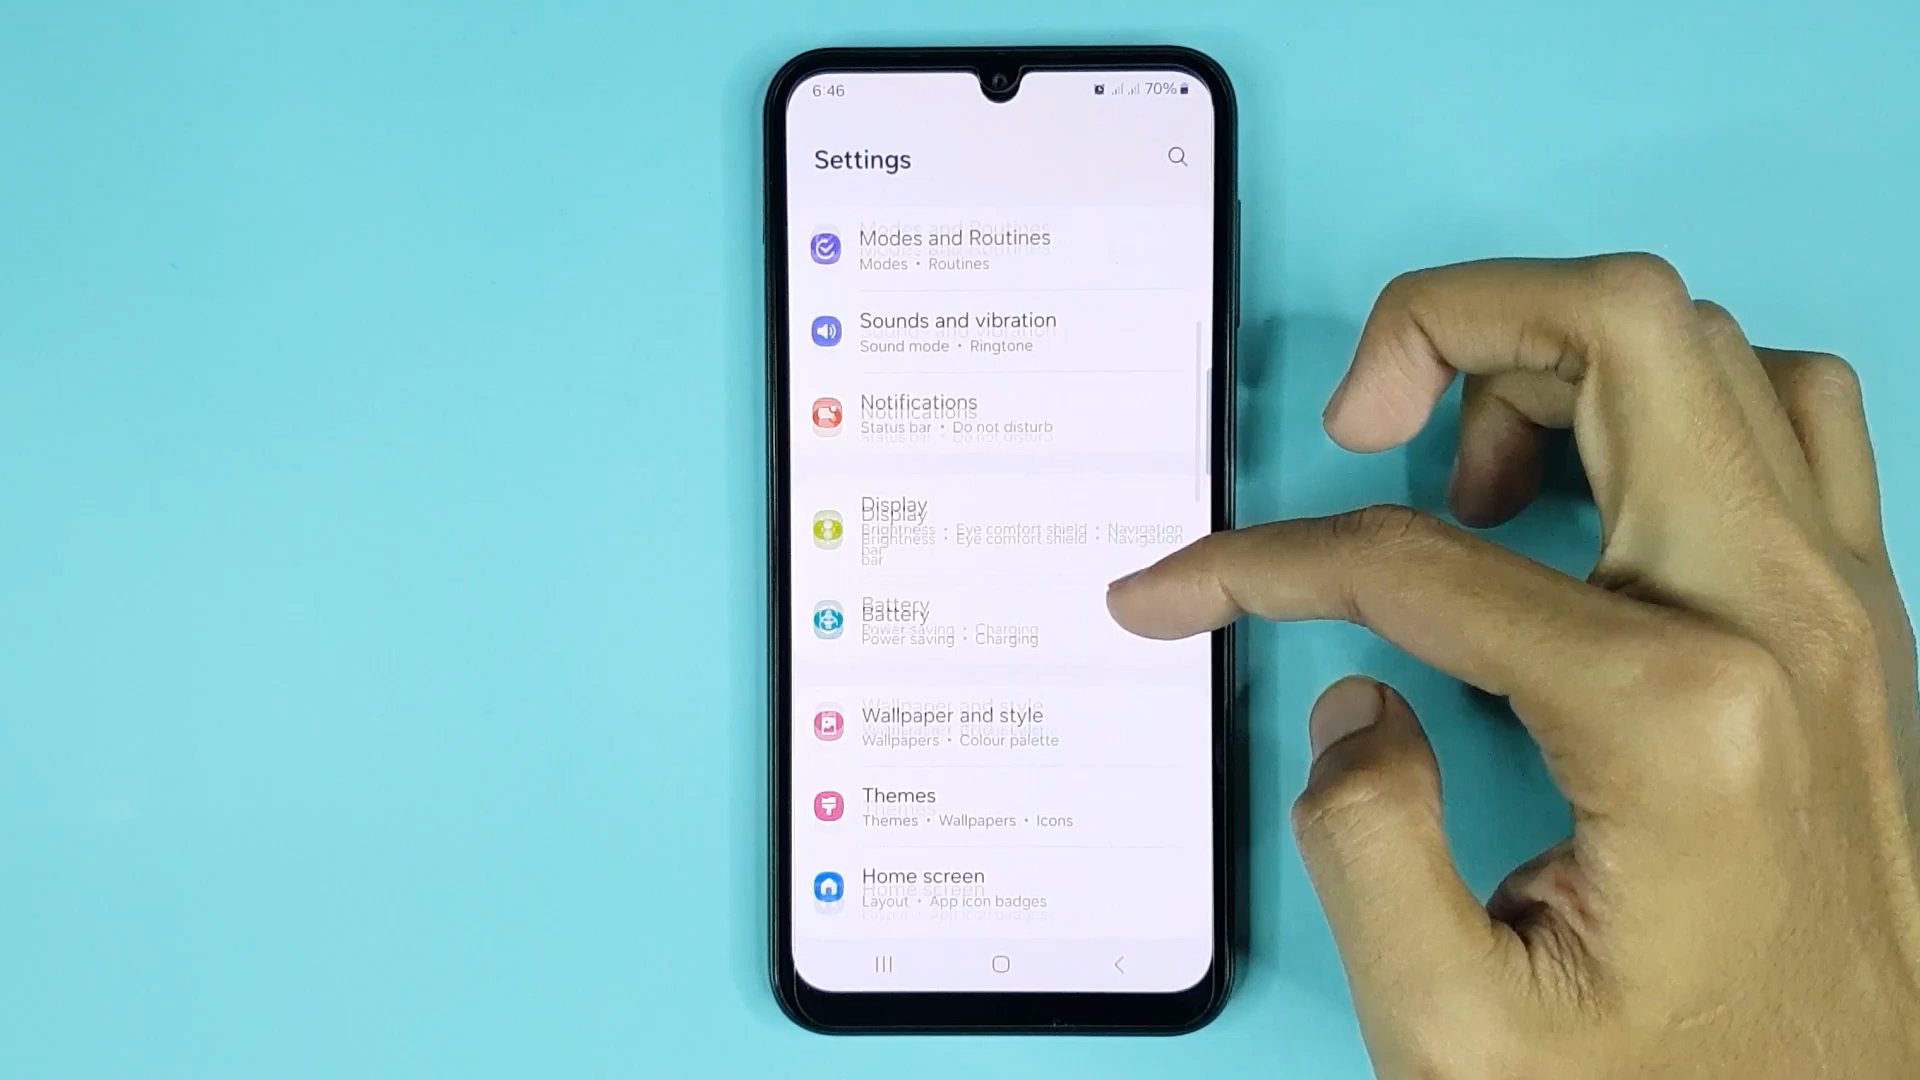 6:46
70%
Settings
Modes and Routines
Modes • Routines
Sounds and vibration
Sound mode • Ringtone
Notifications
Status bar • Do not disturb
Display
Brightness • Eye comfort shield • Navigation
bar
Battery
Power saving • Charging
Wallpaper and style
Wallpapers • Colour palette
Themes
Themes • Wallpapers • Icons
Home screen
Layout • App icon badges